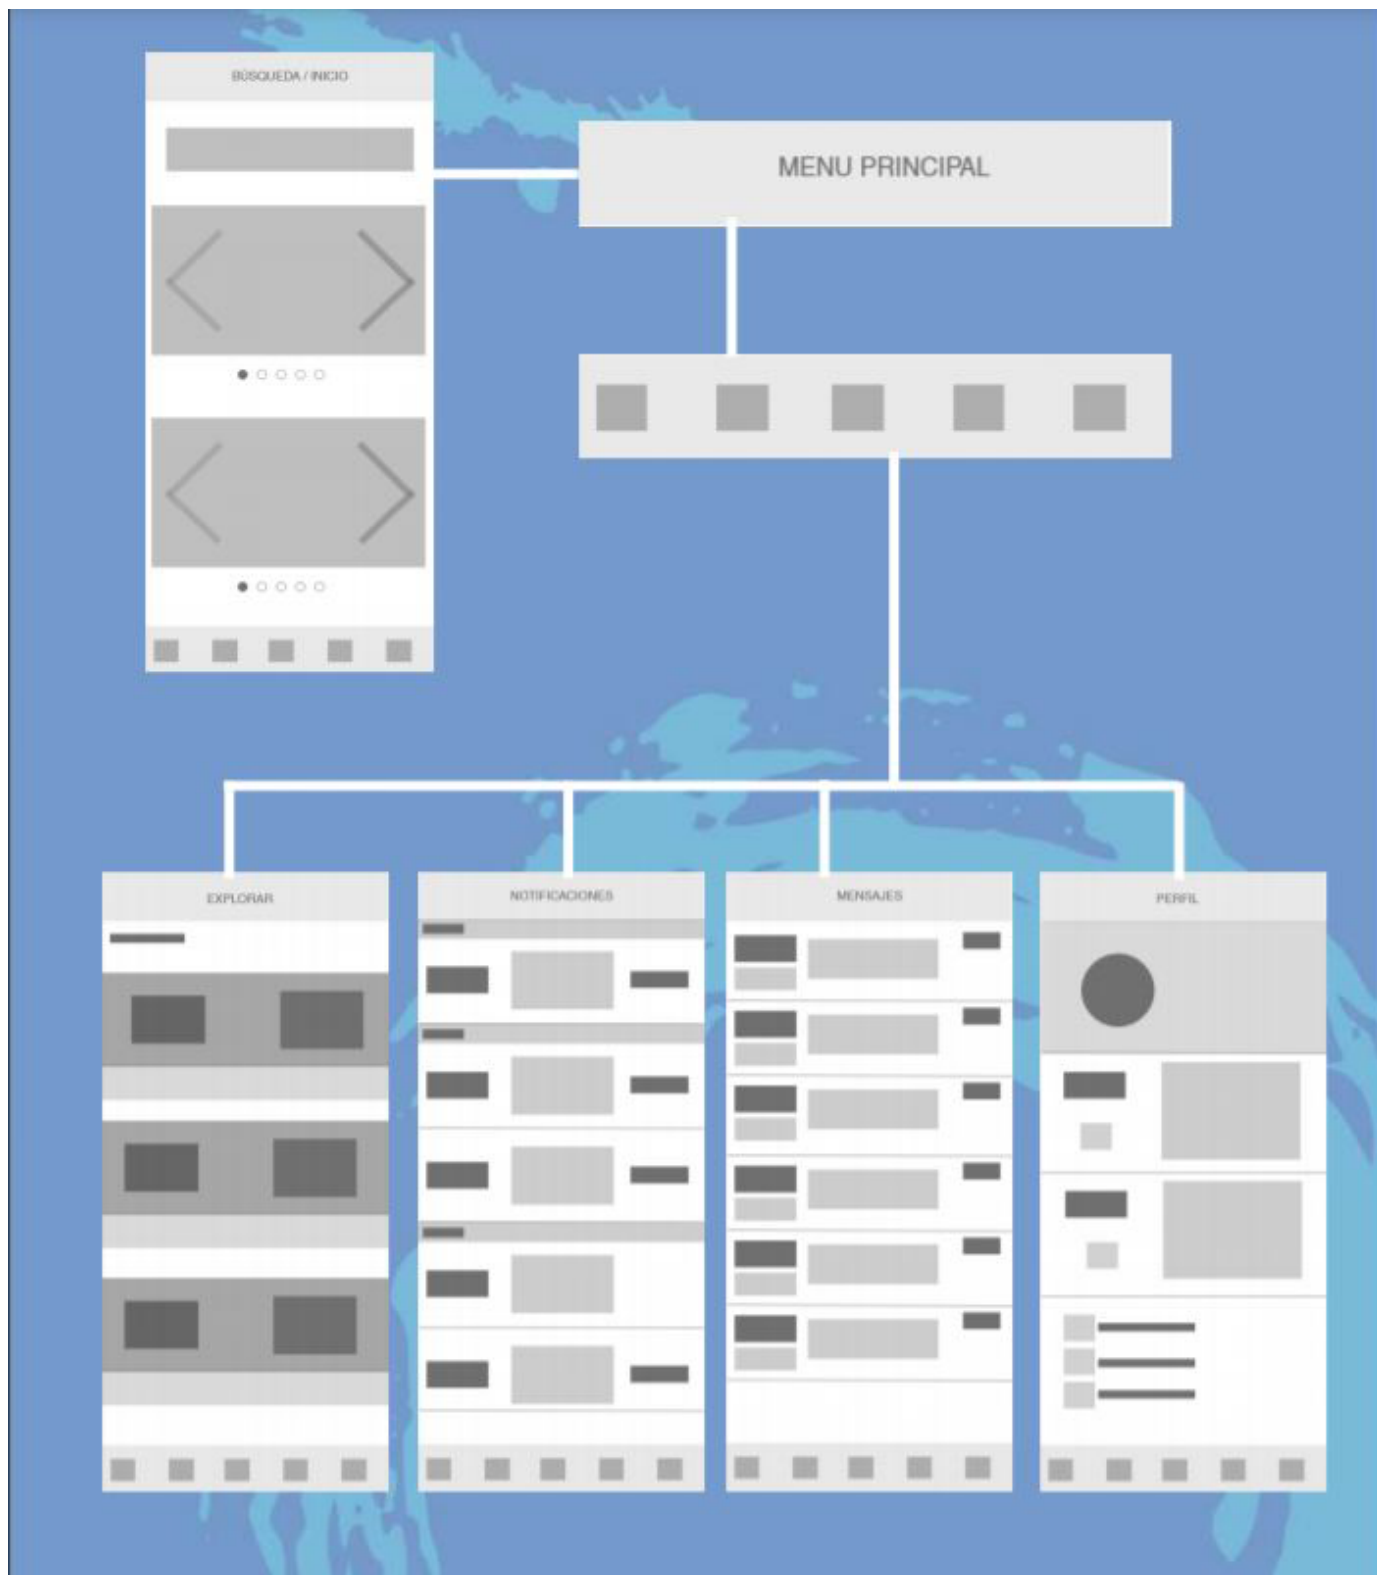 BÚSQUEDA / INICIO
MENU PRINCIPAL
EXPLORAR
NOTIFICACIONES
MENSAJES
PERFIL